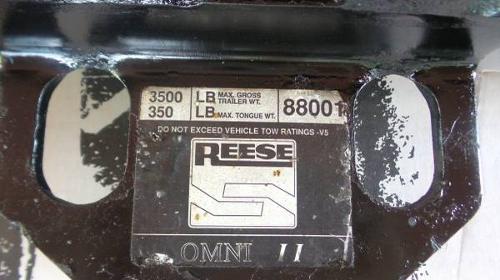 3500 LB MAX. GROSS TRAILER WT. 88001
350 LB MAX. TONGUE WT.
DO NOT EXCEED VEHICLE TOW RATINGS -V5
REESE
OMNI II